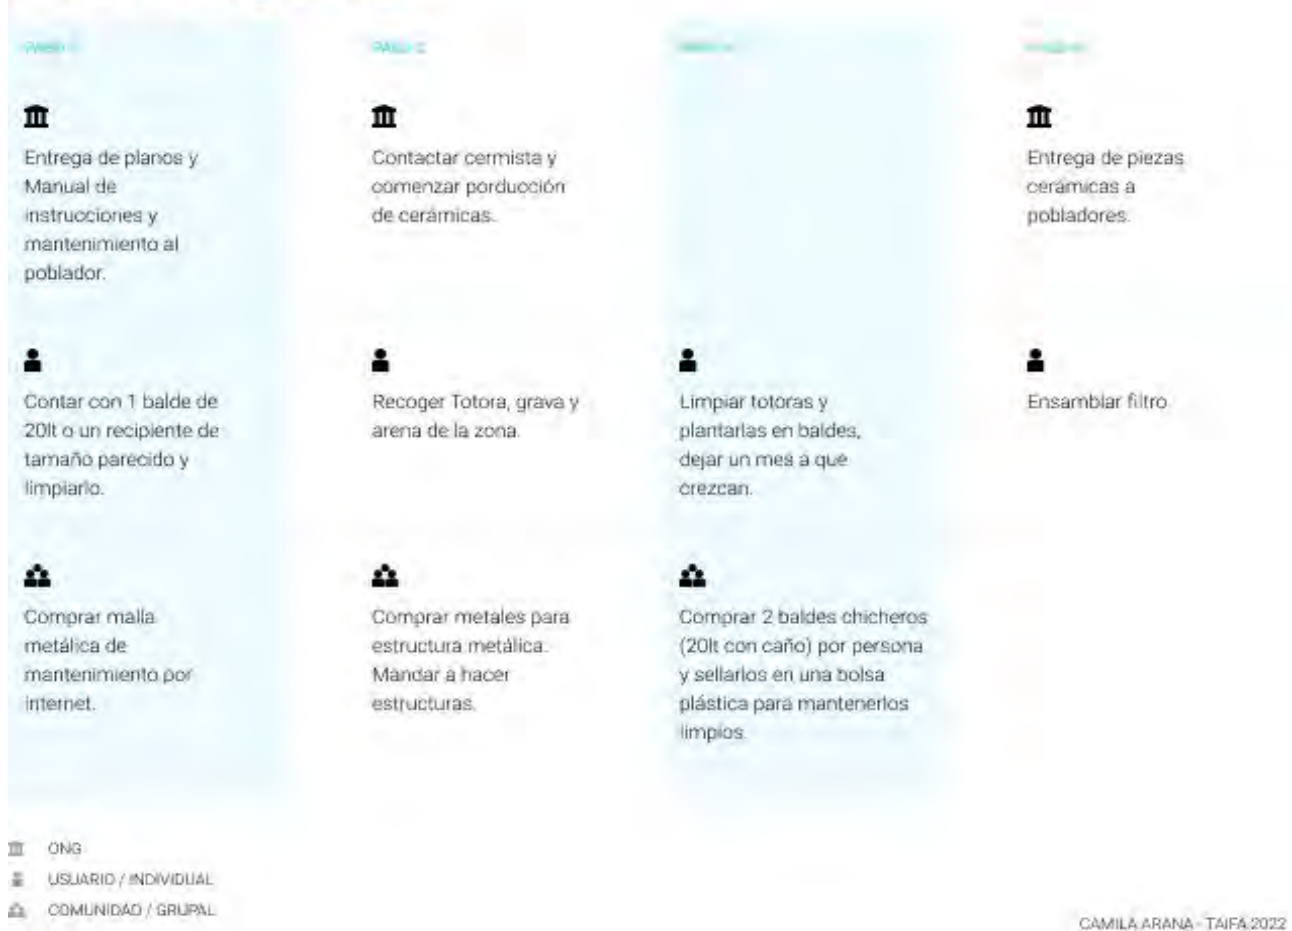 PASO 2
Entrega de planos y
Manual de
instrucciones y
mantenimiento al
poblador.
Contactar cermista y
comenzar porducción
de cerámicas.
Entrega de piezas
cerámicas a
pobladores.
Contar con 1 balde de
20lt o un recipiente de
tamaño parecido y
limpiarlo.
Recoger Totora, grava y
arena de la zona.
Limpiar totoras y
plantarlas en baldes,
dejar un mes a que
crezcan.
Ensamblar filtro.
Comprar malla
metálica de
mantenimiento por
internet.
Comprar metales para
estructura metálica.
Mandar a hacer
estructuras.
Comprar 2 baldes chicheros
(20lt con caño) por persona
y sellarlos en una bolsa
plástica para mantenerlos
limpios.
ONG
USUARIO / INDIVIDUAL
COMUNIDAD / GRUPAL
CAMILA ARANA - TAIFA 2022